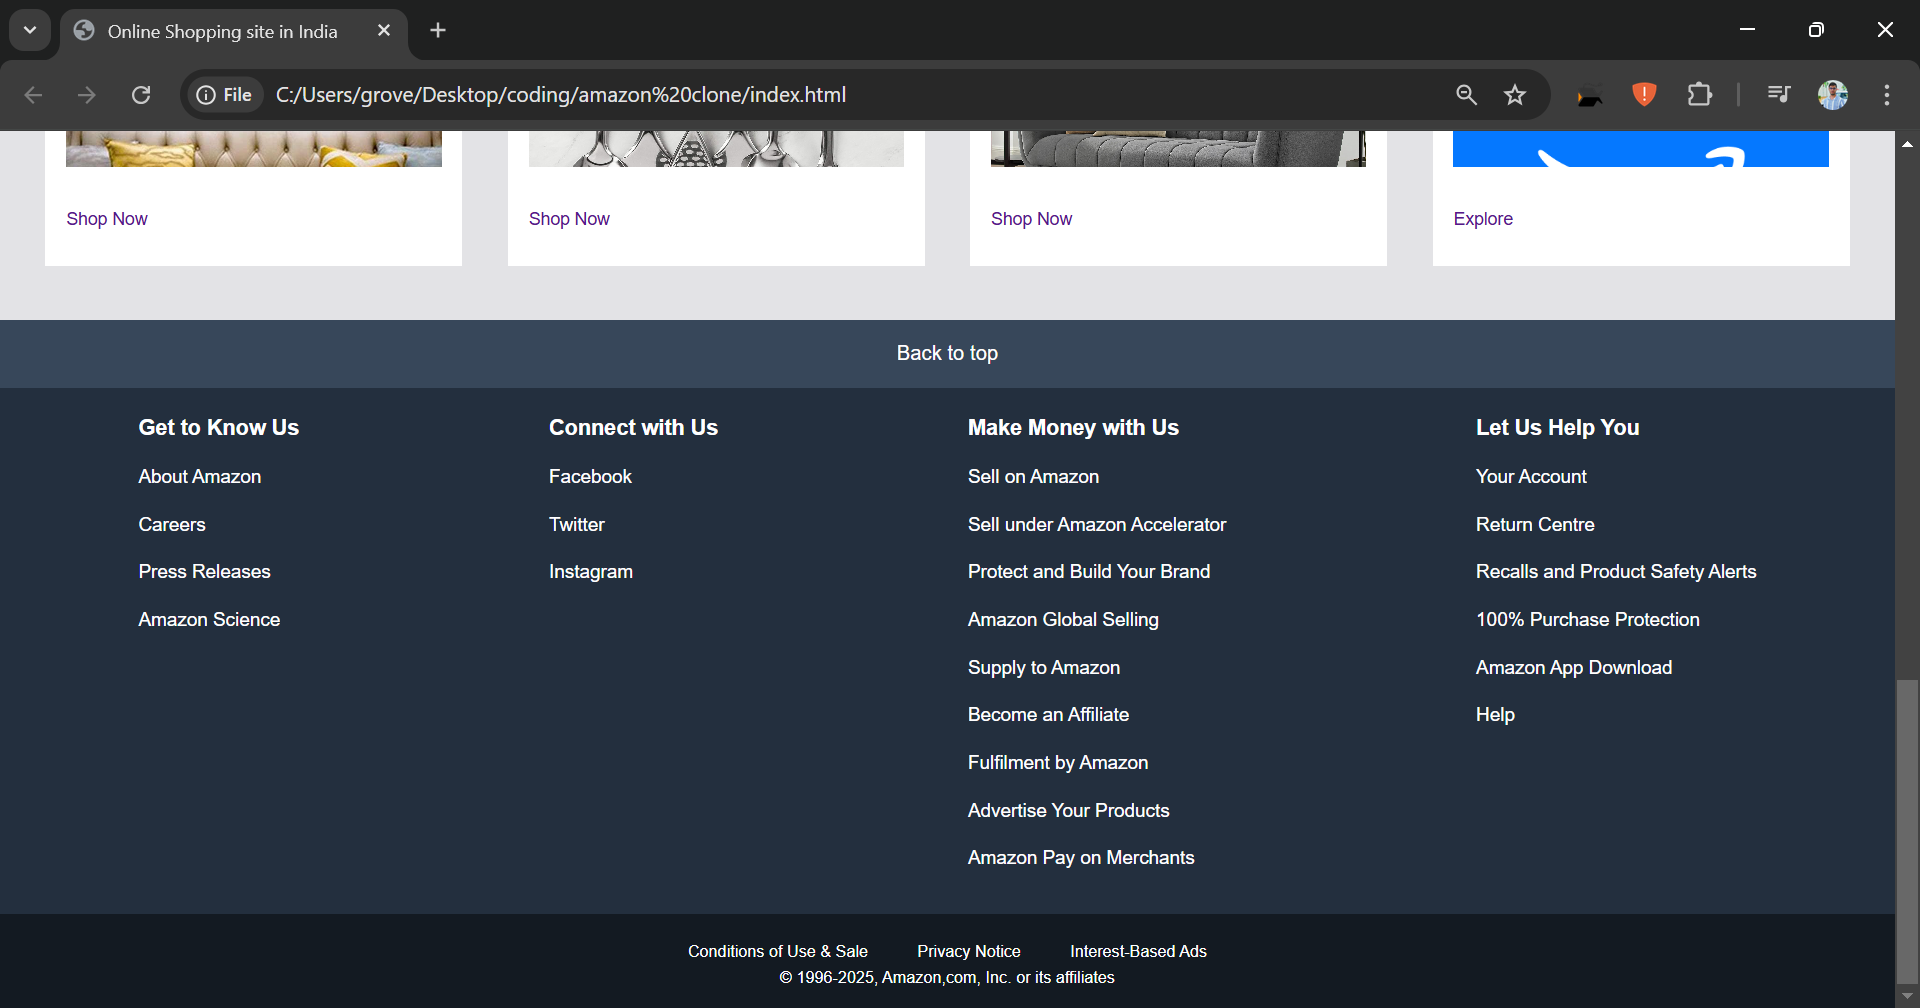 Online Shopping site in India
File C:/Users/grove/Desktop/coding/amazon%20clone/index.html
Shop Now
Shop Now
Shop Now
Explore
Back to top
Get to Know Us
About Amazon
Careers
Press Releases
Amazon Science
Connect with Us
Facebook
Twitter
Instagram
Make Money with Us
Sell on Amazon
Sell under Amazon Accelerator
Protect and Build Your Brand
Amazon Global Selling
Supply to Amazon
Become an Affiliate
Fulfilment by Amazon
Advertise Your Products
Amazon Pay on Merchants
Let Us Help You
Your Account
Return Centre
Recalls and Product Safety Alerts
100% Purchase Protection
Amazon App Download
Help
Conditions of Use & Sale Privacy Notice Interest-Based Ads
© 1996-2025, Amazon,com, Inc. or its affiliates